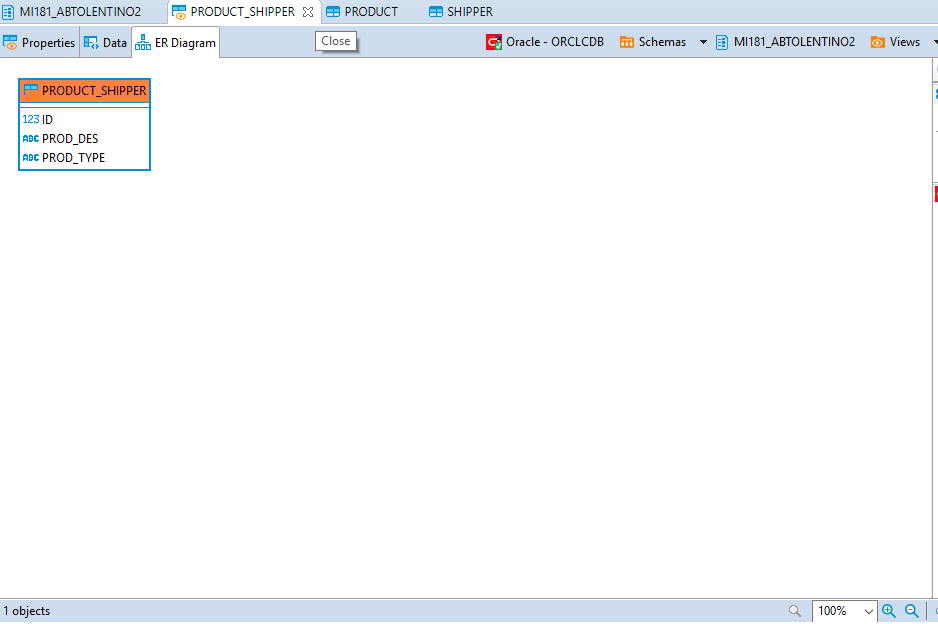 MI181_ABTOLENTINO2 PRODUCT_SHIPPER PRODUCT SHIPPER
Properties Data ER Diagram Close Oracle - ORCLCDB Schemas MI181_ABTOLENTINO2 Views
PRODUCT_SHIPPER
123 ID
ABC PROD_DES
ABC PROD_TYPE
1 objects 100%